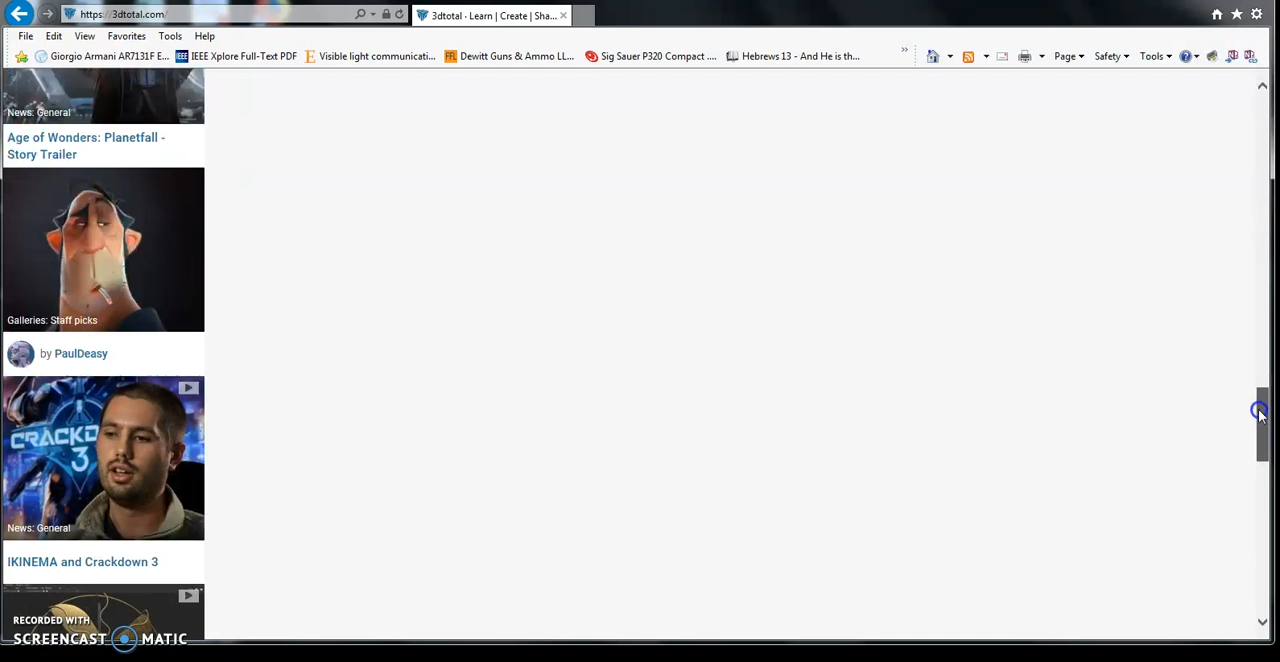 https://3dtotal.com/
3dtotal · Learn | Create | Sha...
File Edit View Favorites Tools Help
Giorgio Armani AR7131F E... IEEE Xplore Full-Text PDF Visible light communicati... Dewitt Guns & Ammo LL... Sig Sauer P320 Compact .... Hebrews 13 - And He is th... » Page Safety Tools
News: General
Age of Wonders: Planetfall -
Story Trailer
Galleries: Staff picks
by PaulDeasy
CRACKD
3
News: General
IKINEMA and Crackdown 3
RECORDED WITH
SCREENCAST MATIC